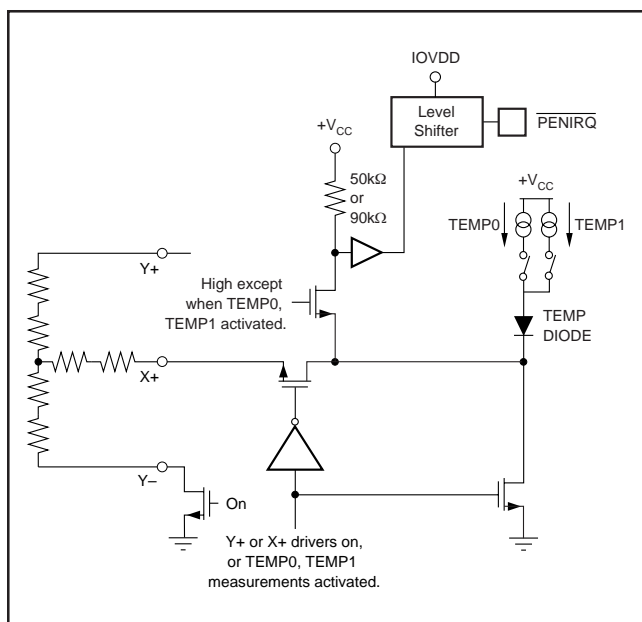 IOVDD
Level
Shifter
PENIRQ
+VCC
50kΩ
or
90kΩ
+VCC
TEMP0
TEMP1
Y+
High except
when TEMP0,
TEMP1 activated.
TEMP
DIODE
X+
Y–
On
Y+ or X+ drivers on,
or TEMP0, TEMP1
measurements activated.